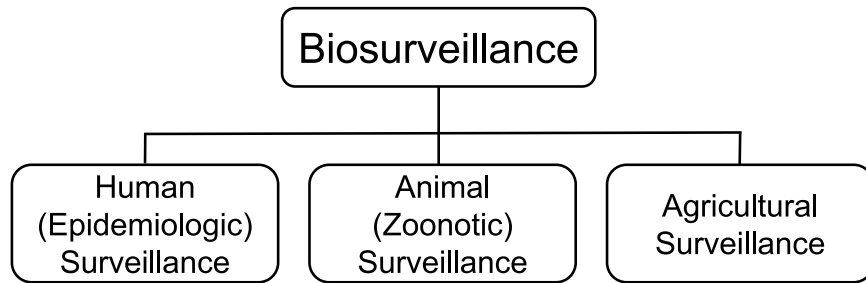 Biosurveillance
Human
(Epidemiologic)
Surveillance
Animal
(Zoonotic)
Surveillance
Agricultural
Surveillance